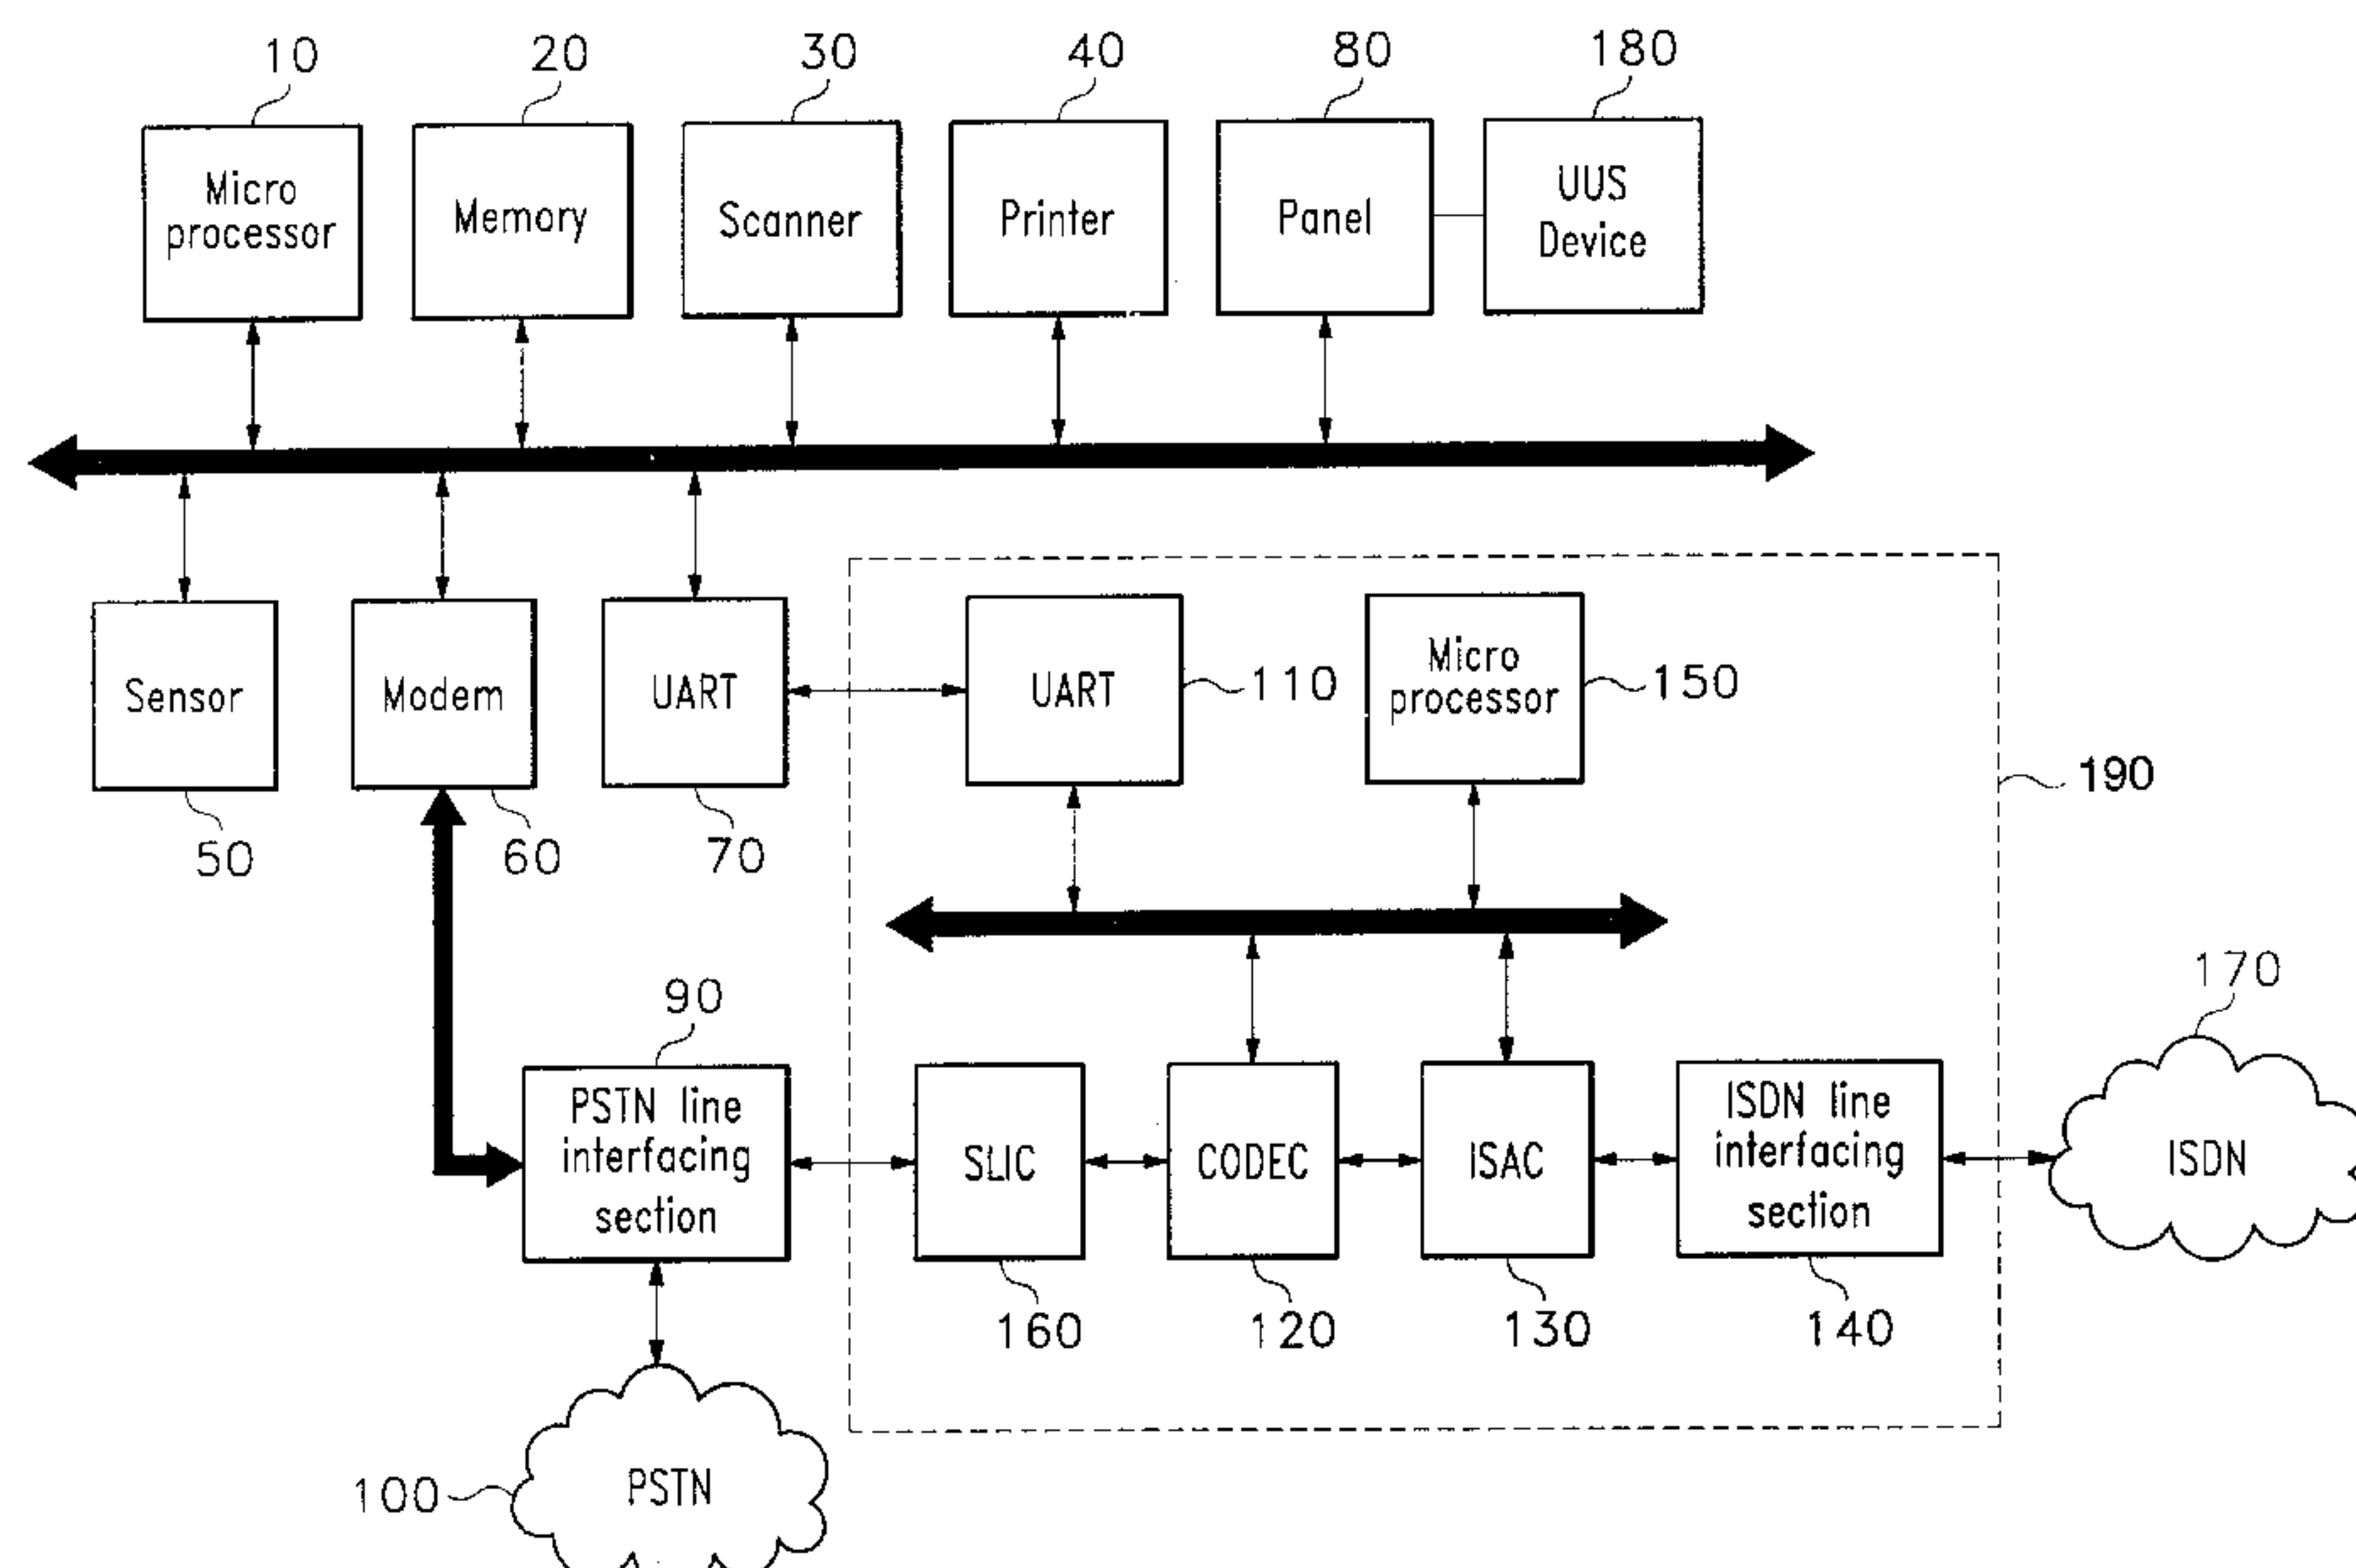 10
20
30
40
80
180
Micro
processor
Memory
Scanner
Printer
Panel
UUS
Device
Sensor
Modem
UART
UART
Micro
processor
110
150
190
50
60
70
90
170
PSTN line
interfacing
section
SLIC
CODEC
ISAC
ISDN line
interfacing
section
ISDN
160
120
130
140
100
PSTN